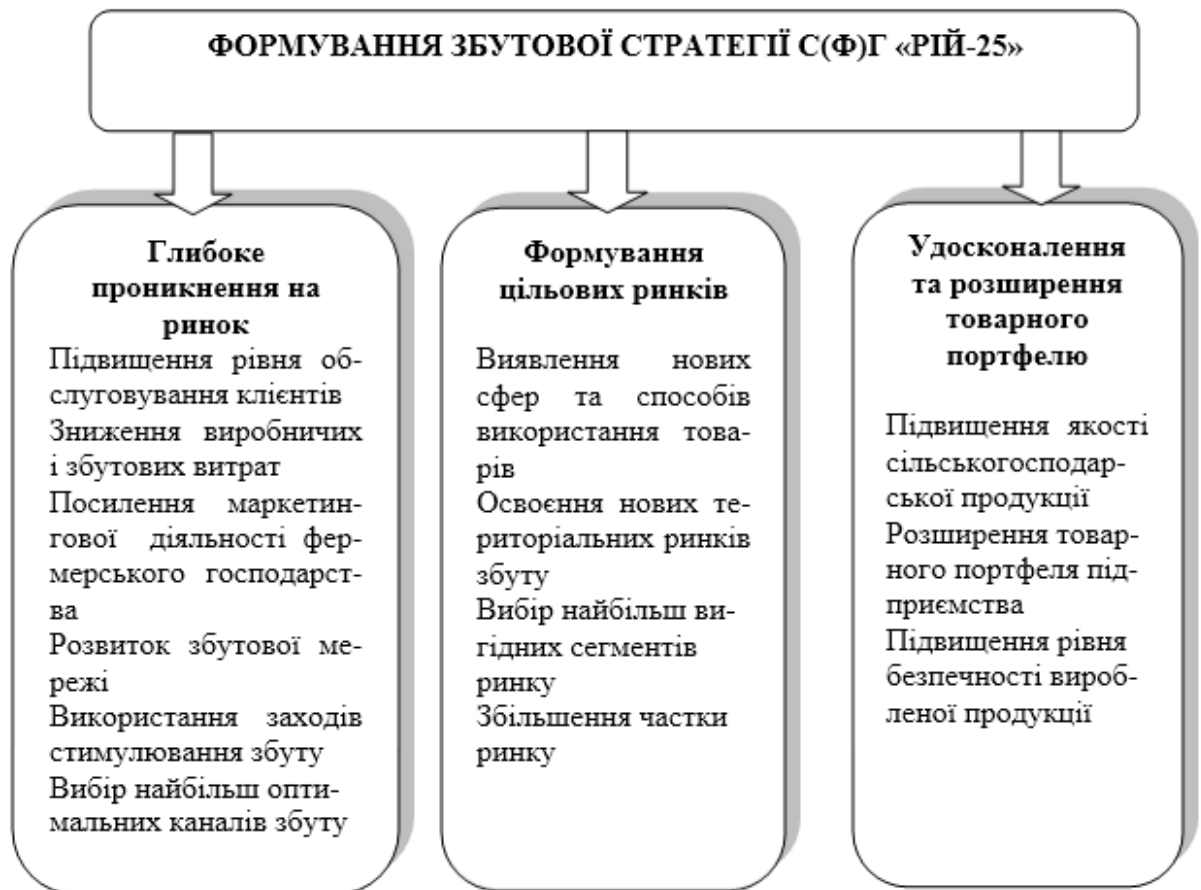 ФОРМУВАННЯ ЗБУТОВОЇ СТРАТЕГІЇ С(Ф)Г «РІЙ-25»
Глибоке
проникнення на
ринок
Підвищення рівня об-
слуговування клієнтів
Зниження виробничих
і збутових витрат
Посилення маркетин-
гової діяльності фер-
мерського господарст-
ва
Розвиток збутової ме-
режі
Використання заходів
стимулювання збуту
Вибір найбільш опти-
мальних каналів збуту
Формування
цільових ринків
Виявлення нових
сфер та способів
використання това-
рів
Освоєння нових те-
риторіальних ринків
збуту
Вибір найбільш ви-
гідних сегментів
ринку
Збільшення частки
ринку
Удосконалення
та розширення
товарного
портфелю
Підвищення якості
сільськогосподар-
ської продукції
Розширення товар-
ного портфеля під-
приємства
Підвищення рівня
безпечності вироб-
леної продукції